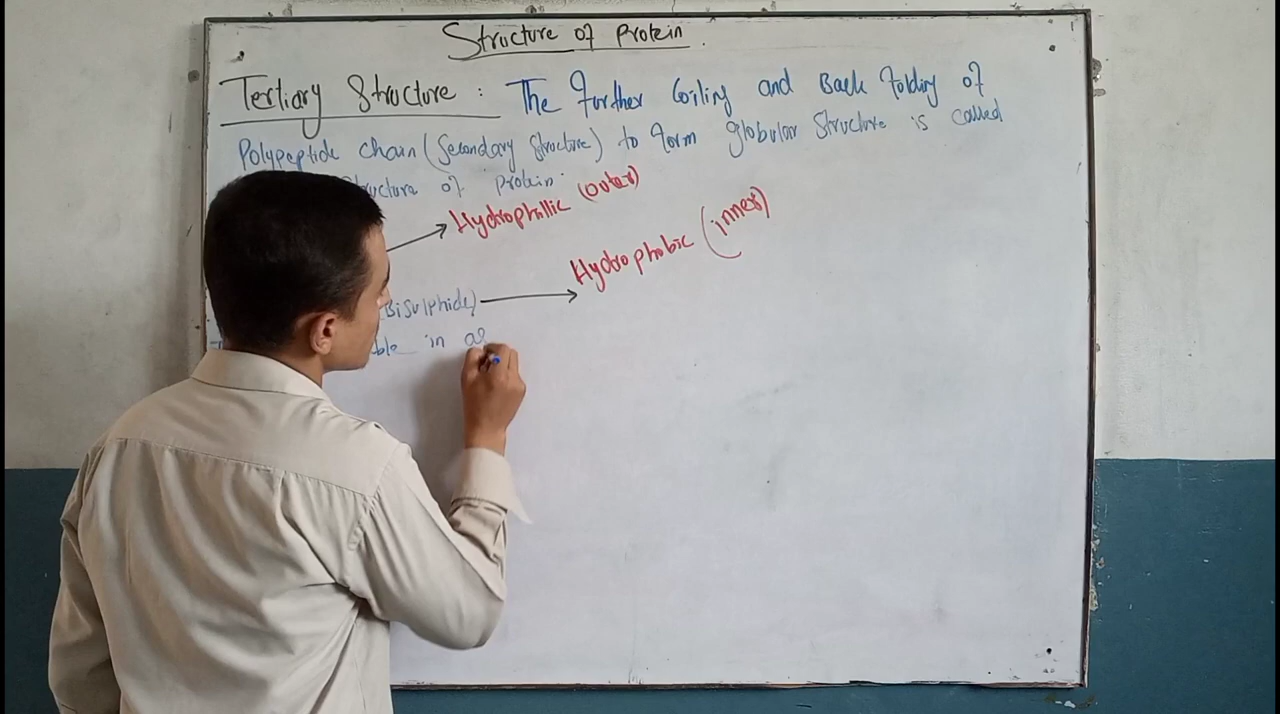 Structure of Protein.
Tertiary Structure : The Further Coiling and Back Folding of
Polypeptide chain (Secondary Structure) to form globular Structure is called
Structure of protein.
Hydrophillic (outer)
Hydrophobic (inner)
(Bisulphide)
in